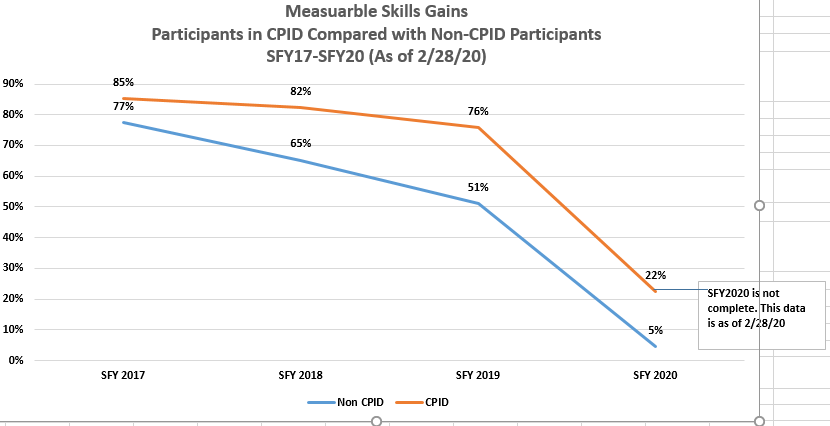 Measuarble Skills Gains
Participants in CPID Compared with Non-CPID Participants
SFY17-SFY20 (As of 2/28/20)
90%
80%
70%
60%
50%
40%
30%
20%
10%
0%
85%
82%
76%
22%
77%
65%
51%
5%
SFY2020 is not
complete. This data
is as of 2/28/20
SFY 2017
SFY 2018
SFY 2019
SFY 2020
Non CPID
CPID